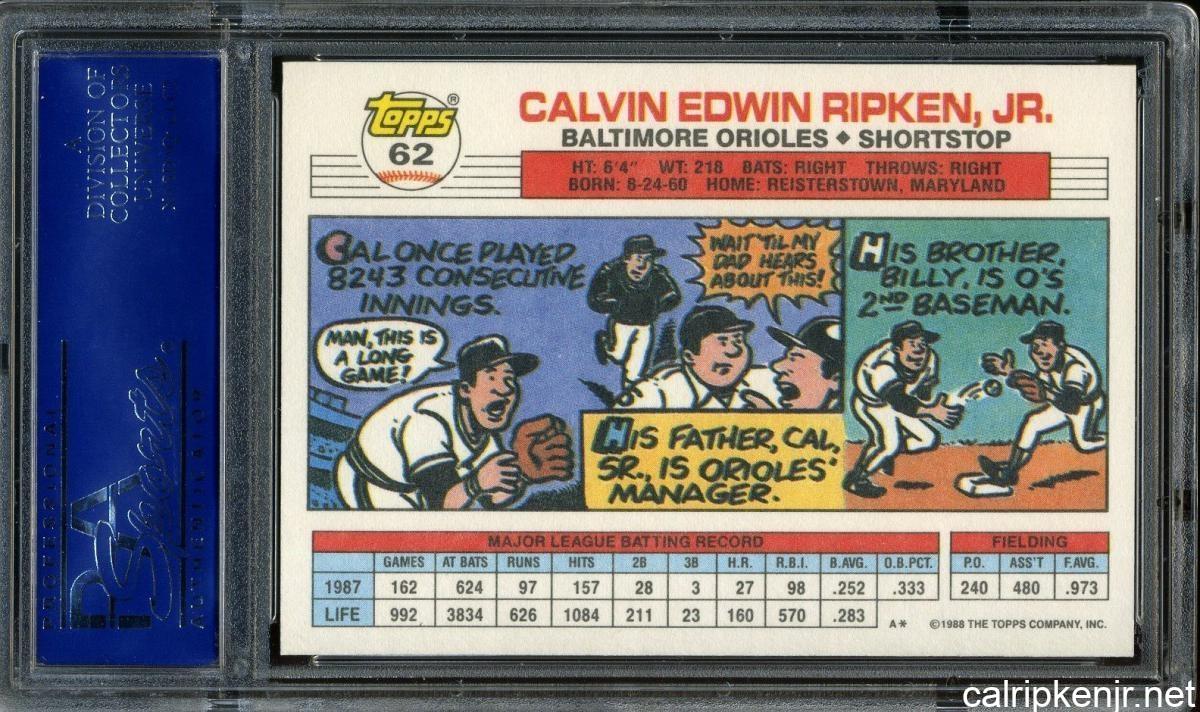 A
DIVISION OF
COLLECTORS
UNIVERSE
PROFESSIONAL
PSA
Sports ®
AUTHENTICATOR
Topps ®
62
CALVIN EDWIN RIPKEN, JR.
BALTIMORE ORIOLES ◆ SHORTSTOP
HT: 6'4" WT: 218 BATS: RIGHT THROWS: RIGHT
BORN: 8-24-60 HOME: REISTERSTOWN, MARYLAND
CAL ONCE PLAYED
8243 CONSECUTIVE
INNINGS.
MAN, THIS IS
A LONG
GAME!
WAIT 'TIL MY
DAD HEARS
ABOUT THIS!
HIS FATHER, CAL,
SR., IS ORIOLES'
MANAGER.
HIS BROTHER,
BILLY, IS O'S
2ND BASEMAN.
MAJOR LEAGUE BATTING RECORD
GAMES AT BATS RUNS HITS 2B 3B H.R. R.B.I. B.AVG. O.B.PCT.
1987 162 624 97 157 28 3 27 98 .252 .333
LIFE 992 3834 626 1084 211 23 160 570 .283
FIELDING
P.O. ASS'T F.AVG.
240 480 .973
A* ©1988 THE TOPPS COMPANY, INC.
calripkenjr.net